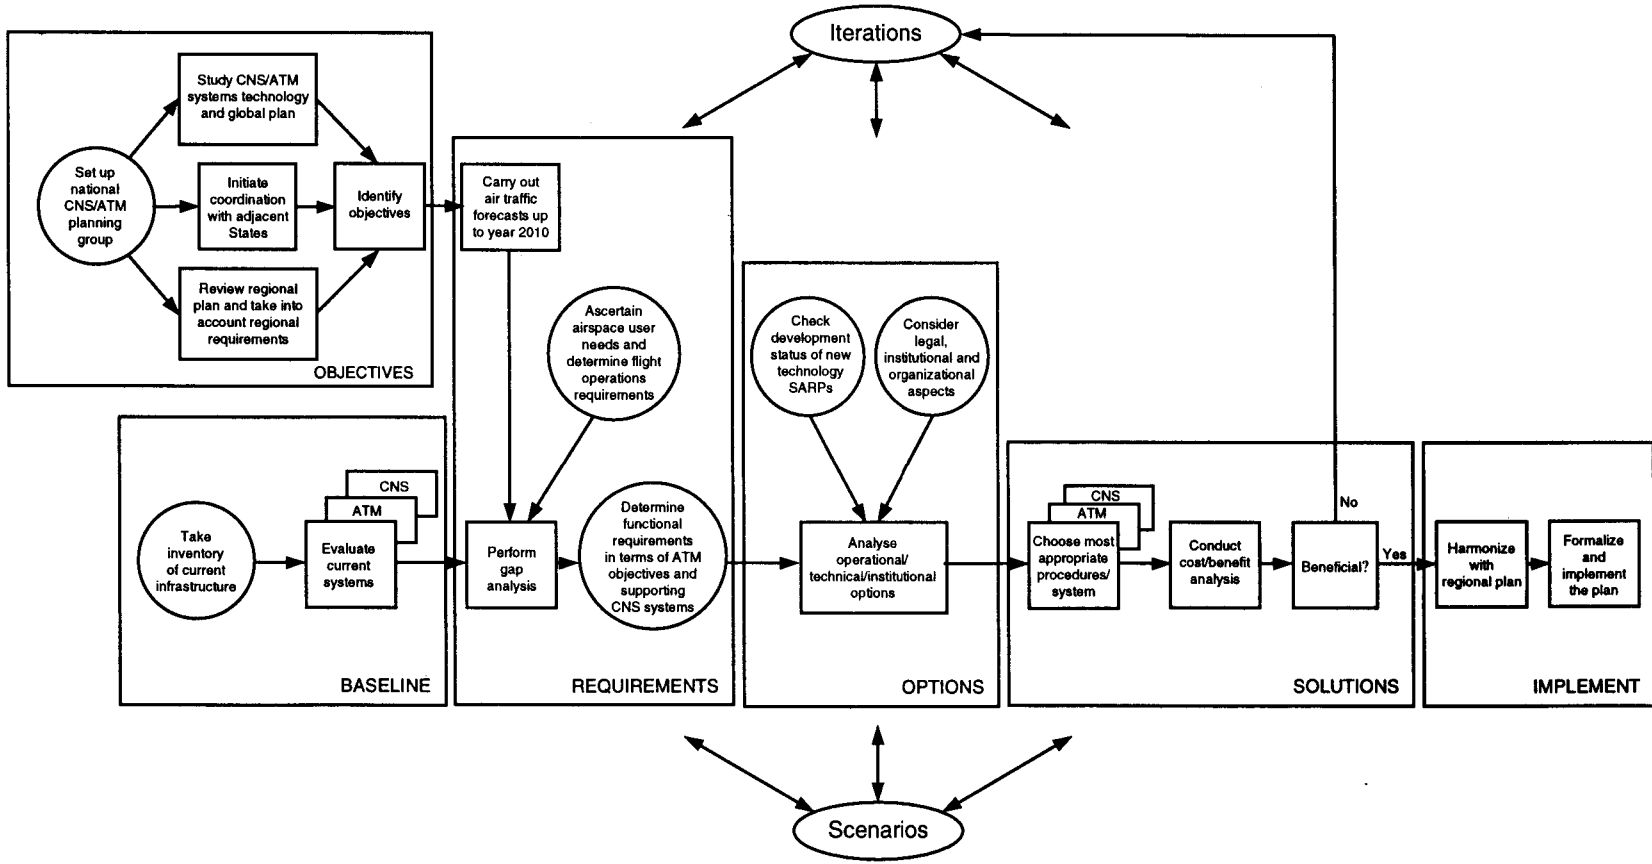 Iterations
Study CNS/ATM
systems technology
and global plan
Set up
national
CNS/ATM
planning
group
Initiate
coordination
with adjacent
States
Identify
objectives
Review regional
plan and take into
account regional
requirements
OBJECTIVES
Carry out
air traffic
forecasts up
to year 2010
Ascertain
airspace user
needs and
determine flight
operations
requirements
Check
development
status of new
technology
SARPs
Consider
legal,
institutional and
organizational
aspects
Take
inventory
of current
infrastructure
CNS
ATM
Evaluate
current
systems
BASELINE
Perform
gap
analysis
Determine
functional
requirements
in terms of ATM
objectives and
supporting
CNS systems
REQUIREMENTS
Analyse
operational/
technical/institutional
options
OPTIONS
CNS
ATM
Choose most
appropriate
procedures/
system
Conduct
cost/benefit
analysis
Beneficial?
No
Yes
SOLUTIONS
Harmonize
with
regional plan
Formalize
and
implement
the plan
IMPLEMENT
Scenarios